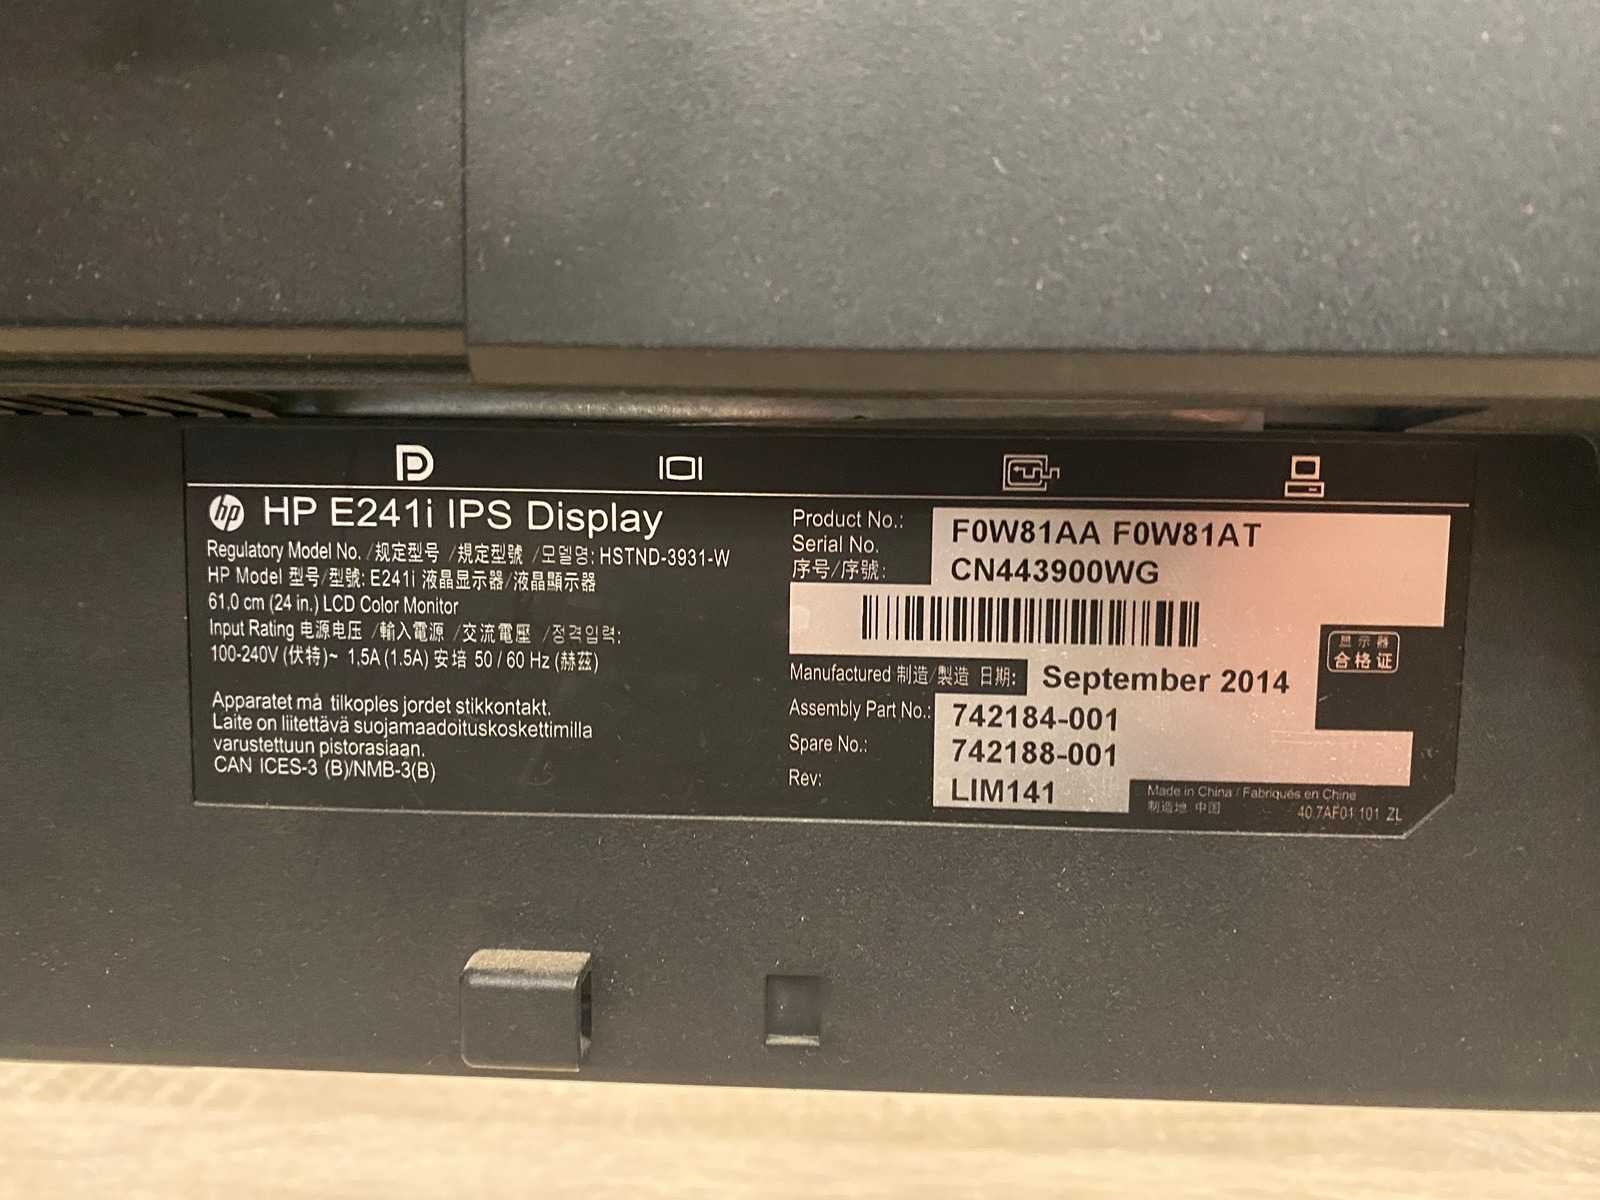 hp HP E241i IPS Display
Regulatory Model No. /规定型号 /規定型號 /모델명: HSTND-3931-W
HP Model 型号/型號: E241i 液晶显示器/液晶顯示器
61,0 cm (24 in.) LCD Color Monitor
Input Rating 电源电压 /輸入電源 /交流電壓 /정격입력:
100-240V (伏特)~ 1,5A (1.5A) 安培 50 / 60 Hz (赫茲)
Apparatet må tilkoples jordet stikkontakt.
Laite on liitettävä suojamaadoituskoskettimilla
varustettuun pistorasiaan.
CAN ICES-3 (B)/NMB-3(B)
Product No.: F0W81AA F0W81AT
Serial No.
序号/序號: CN443900WG
显示器
合格证
Manufactured 制造/製造 日期: September 2014
Assembly Part No.: 742184-001
Spare No.: 742188-001
Rev: LIM141
Made in China / Fabriqués en Chine
制造地 中国
40.7AF01.101 ZL